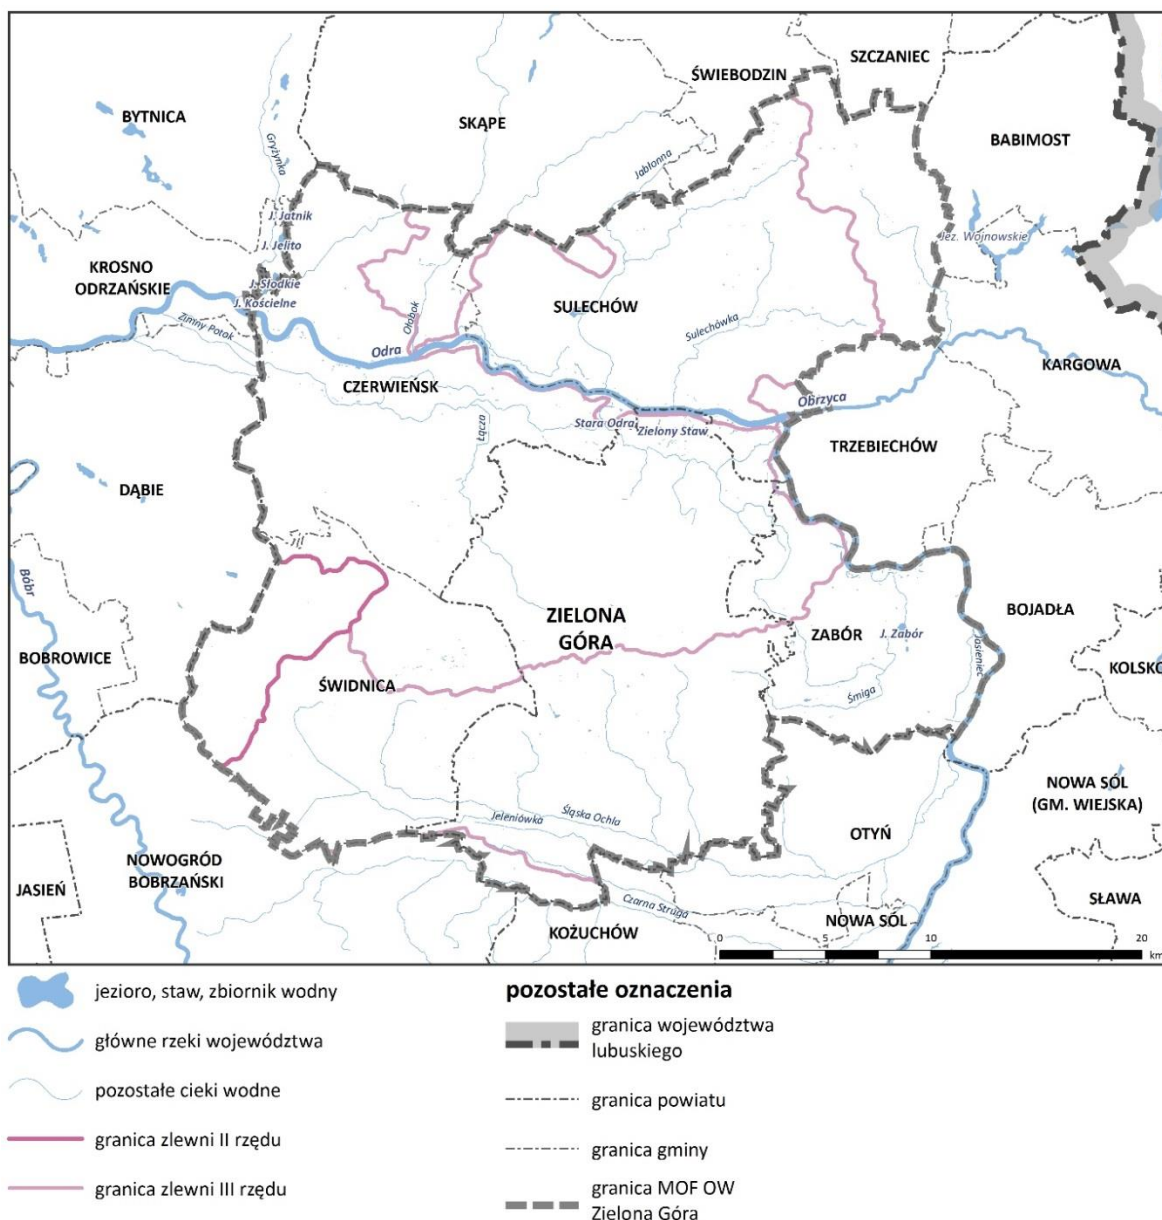 SZCZANIEC
ŚWIEBODZIN
BYTNICA
SKĄPE
BABIMOST
Gryżynka
Jabłonna
J. Jatnik
J. Jelito
Jez. Wojnowskie
KROSNO
ODRZAŃSKIE
J. Słodkie
J. Kościelne
SULECHÓW
Zimny Potok
Ołobok
Sulechówka
Odra
KARGOWA
CZERWIEŃSK
Obrzyca
Łącza
Stara Odra
Zielony Staw
TRZEBIECHÓW
DĄBIE
Bóbr
ZIELONA
GÓRA
BOJADŁA
ZABÓR
J. Zabór
Jasieniec
BOBROWICE
KOLSKO
ŚWIDNICA
Śmiga
NOWA SÓL
(GM. WIEJSKA)
Jeleniówka
Śląska Ochla
OTYŃ
NOWOGRÓD
BOBRZAŃSKI
JASIEŃ
SŁAWA
Czarna Struga
NOWA SÓL
KOŻUCHÓW
0 5 10 20
km
jezioro, staw, zbiornik wodny
główne rzeki województwa
pozostałe cieki wodne
granica zlewni II rzędu
granica zlewni III rzędu
pozostałe oznaczenia
granica województwa
lubuskiego
granica powiatu
granica gminy
granica MOF OW
Zielona Góra